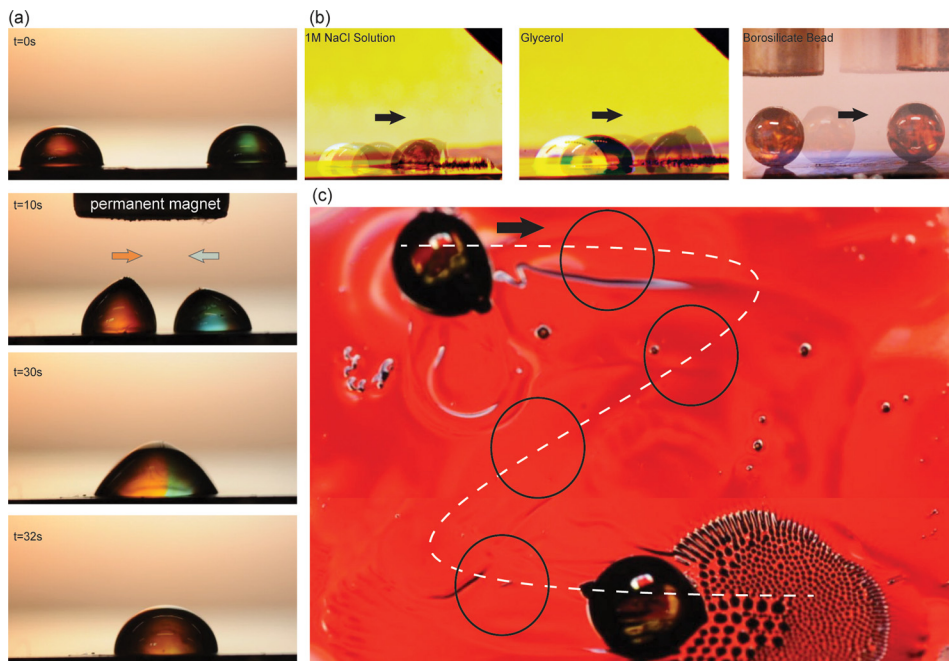 (a)
t=0s
t=10s
permanent magnet
t=30s
t=32s
(b)
1M NaCl Solution
Glycerol
Borosilicate Bead
(c)